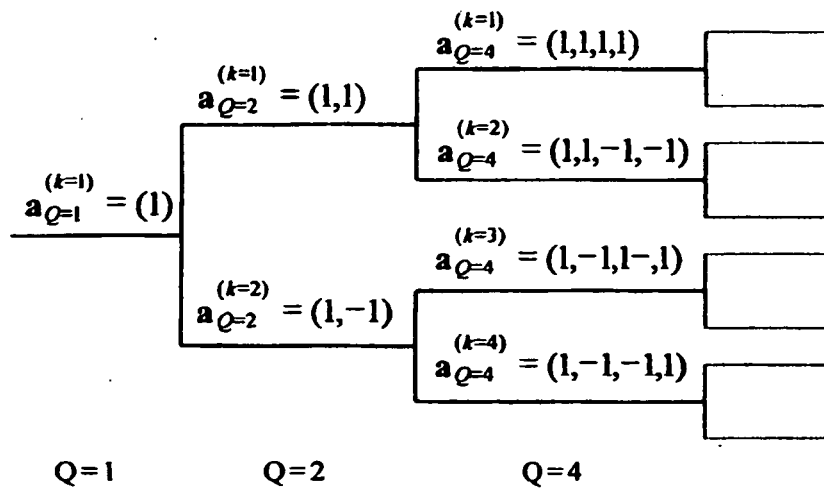 a_{Q=4}^{(k=1)} = (1,1,1,1)
a_{Q=2}^{(k=1)} = (1,1)
a_{Q=4}^{(k=2)} = (1,1,−1,−1)
a_{Q=1}^{(k=1)} = (1)
a_{Q=4}^{(k=3)} = (1,−1,1−,1)
a_{Q=2}^{(k=2)} = (1,−1)
a_{Q=4}^{(k=4)} = (1,−1,−1,1)
Q=1 Q=2 Q=4